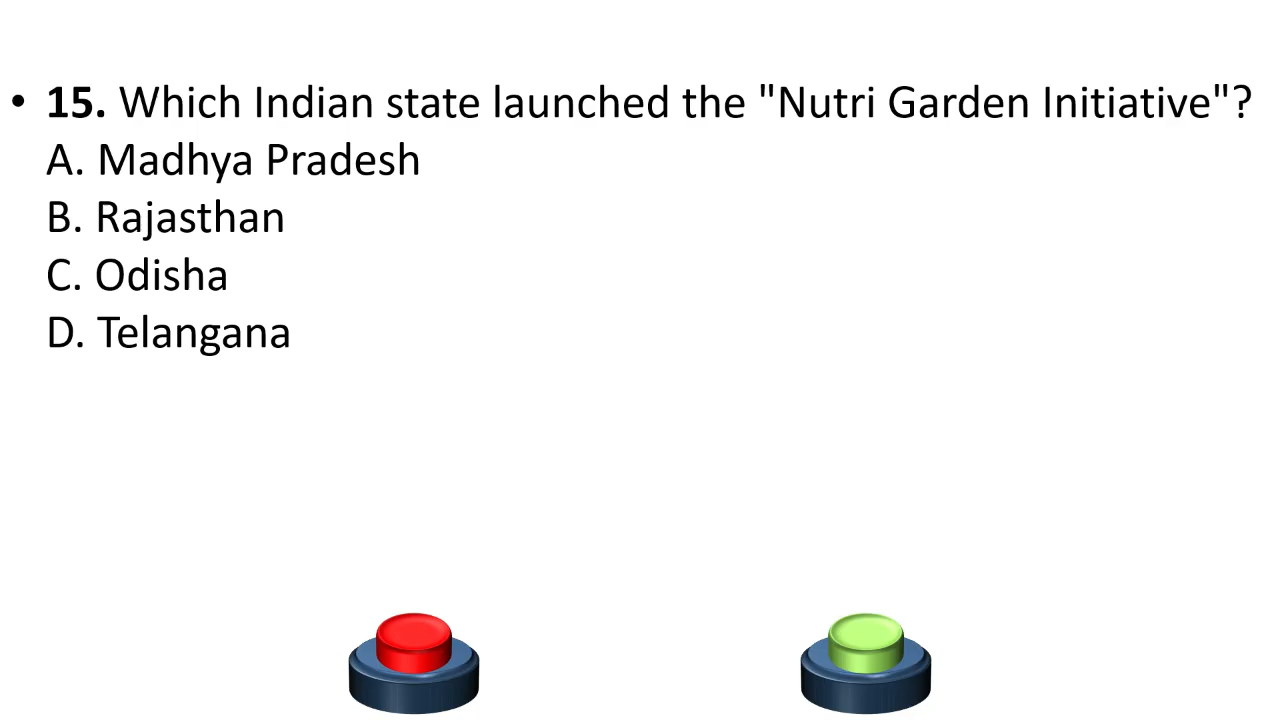 • 15. Which Indian state launched the "Nutri Garden Initiative"?
A. Madhya Pradesh
B. Rajasthan
C. Odisha
D. Telangana